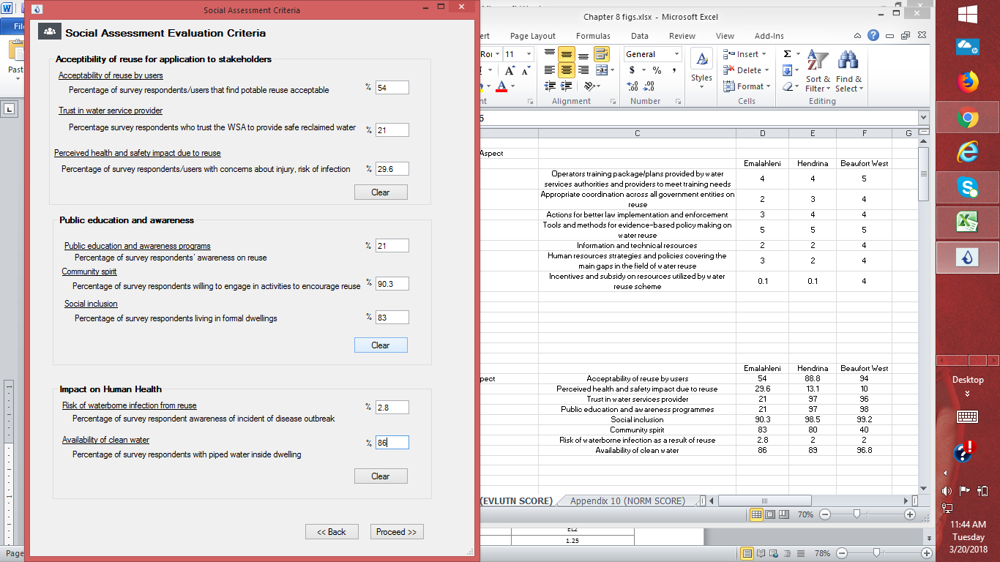 Social Assessment Criteria
Social Assessment Evaluation Criteria
Acceptibility of reuse for application to stakeholders
Acceptability of reuse by users
Percentage of survey respondents/users that find potable reuse acceptable % 54
Trust in water service provider
Percentage survey respondents who trust the WSA to provide safe reclaimed water % 21
Perceived health and safety impact due to reuse
Percentage of survey respondents/users with concerns about injury, risk of infection % 29.6
Clear
Public education and awareness
Public education and awareness programs % 21
Percentage of survey respondents' awareness on reuse
Community spirit
Percentage of survey respondents willing to engage in activities to encourage reuse % 90.3
Social inclusion
Percentage of survey respondents living in formal dwellings % 83
Clear
Impact on Human Health
Risk of waterborne infection from reuse % 2.8
Percentage of survey respondent awareness of incident of disease outbreak
Availability of clean water % 86
Percentage of survey respondents with piped water inside dwelling
Clear
<< Back Proceed >>
Fil
Past
Page
Chapter 8 figs.xlsx - Microsoft Excel
ert Page Layout Formulas Data Review View Add-Ins
Ror 11 General Insert Σ
$ % , Styles Delete Sort & Filter Find & Select
Format
Alignment Number Cells Editing
6
C D E F G
Aspect
Emalahleni Hendrina Beaufort West
Operators training package/plans provided by water
services authorities and providers to meet training needs 4 4 5
Appropriate coordination across all government entities on
reuse 2 3 4
Actions for better law implementation and enforcement 3 4 4
Tools and methods for evidence-based policy making on
water reuse 5 5 5
Information and technical resources 2 2 4
Human resources strategies and policies covering the
main gaps in the field of water reuse 3 2 4
Incentives and subsidy on resources utilized by water
reuse scheme 0.1 0.1 4
Emalahleni Hendrina Beaufort West
pect Acceptability of reuse by users 54 88.8 94
Perceived health and safety impact due to reuse 29.6 13.1 10
Trust in water services provider 21 97 96
Public education and awareness programmes 21 97 98
Social inclusion 90.3 98.5 99.2
Community spirit 83 80 40
Risk of waterborne infection as a result of reuse 2.8 2 2
Availability of clean water 86 89 96.8
(EVLUTN SCORE) Appendix 10 (NORM SCORE)
70%
EL2
1.25
78%
Desktop
11:44 AM
Tuesday
3/20/2018